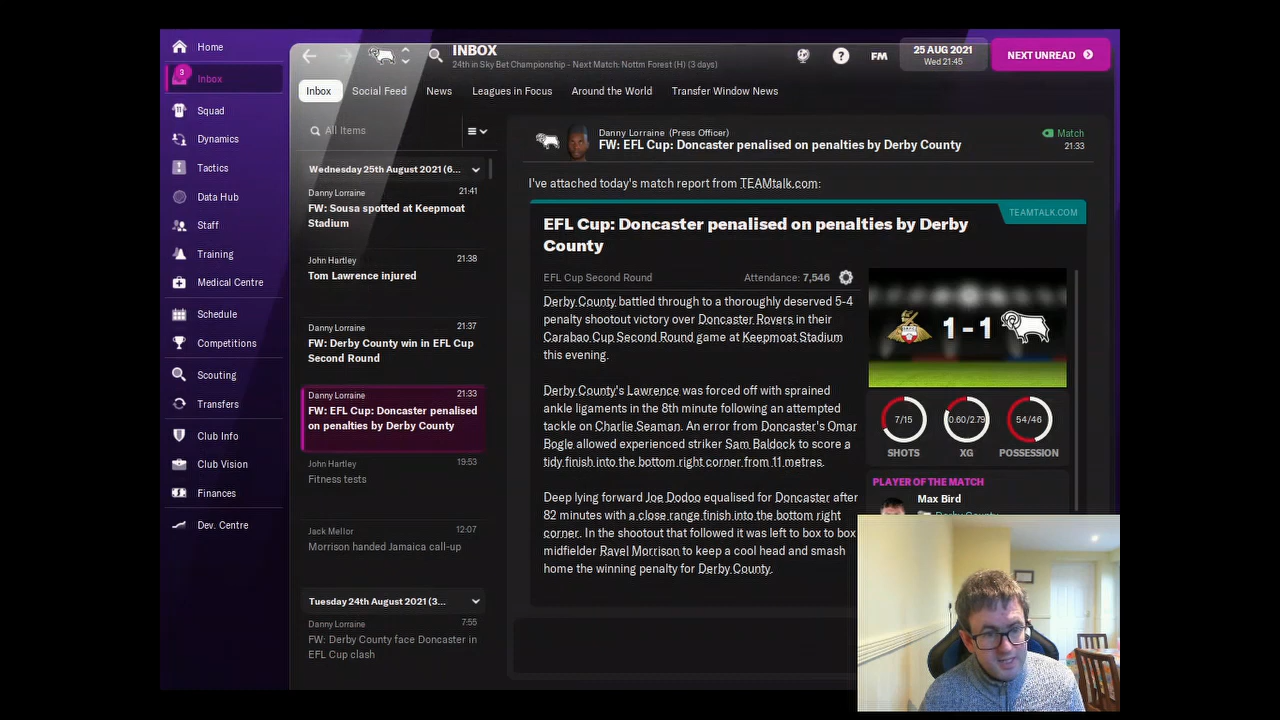 Home
3
Inbox
Squad
Dynamics
Tactics
Data Hub
Staff
Training
Medical Centre
Schedule
Competitions
Scouting
Transfers
Club Info
Club Vision
Finances
Dev. Centre
INBOX
24th in Sky Bet Championship - Next Match: Nottm Forest (H) (3 days)
?
FM
25 AUG 2021
Wed 21:45
NEXT UNREAD
Inbox
Social Feed
News
Leagues in Focus
Around the World
Transfer Window News
All Items
Wednesday 25th August 2021 (6...
Danny Lorraine 21:41
FW: Sousa spotted at Keepmoat
Stadium
John Hartley 21:38
Tom Lawrence injured
Danny Lorraine 21:37
FW: Derby County win in EFL Cup
Second Round
Danny Lorraine 21:33
FW: EFL Cup: Doncaster penalised
on penalties by Derby County
John Hartley 19:53
Fitness tests
Jack Mellor 12:07
Morrison handed Jamaica call-up
Tuesday 24th August 2021 (3...
Danny Lorraine 7:55
FW: Derby County face Doncaster in
EFL Cup clash
Danny Lorraine (Press Officer)
FW: EFL Cup: Doncaster penalised on penalties by Derby County
Match
21:33
I've attached today's match report from TEAMtalk.com:
TEAMTALK.COM
EFL Cup: Doncaster penalised on penalties by Derby
County
EFL Cup Second Round Attendance: 7,546
Derby County battled through to a thoroughly deserved 5-4
penalty shootout victory over Doncaster Rovers in their
Carabao Cup Second Round game at Keepmoat Stadium
this evening.
Derby County's Lawrence was forced off with sprained
ankle ligaments in the 8th minute following an attempted
tackle on Charlie Seaman. An error from Doncaster's Omar
Bogle allowed experienced striker Sam Baldock to score a
tidy finish into the bottom right corner from 11 metres.
Deep lying forward Joe Dodoo equalised for Doncaster after
82 minutes with a close range finish into the bottom right
corner. In the shootout that followed it was left to box to box
midfielder Ravel Morrison to keep a cool head and smash
home the winning penalty for Derby County.
1 - 1
7/15
0.60/2.79
54/46
SHOTS
XG
POSSESSION
PLAYER OF THE MATCH
Max Bird
Derby County